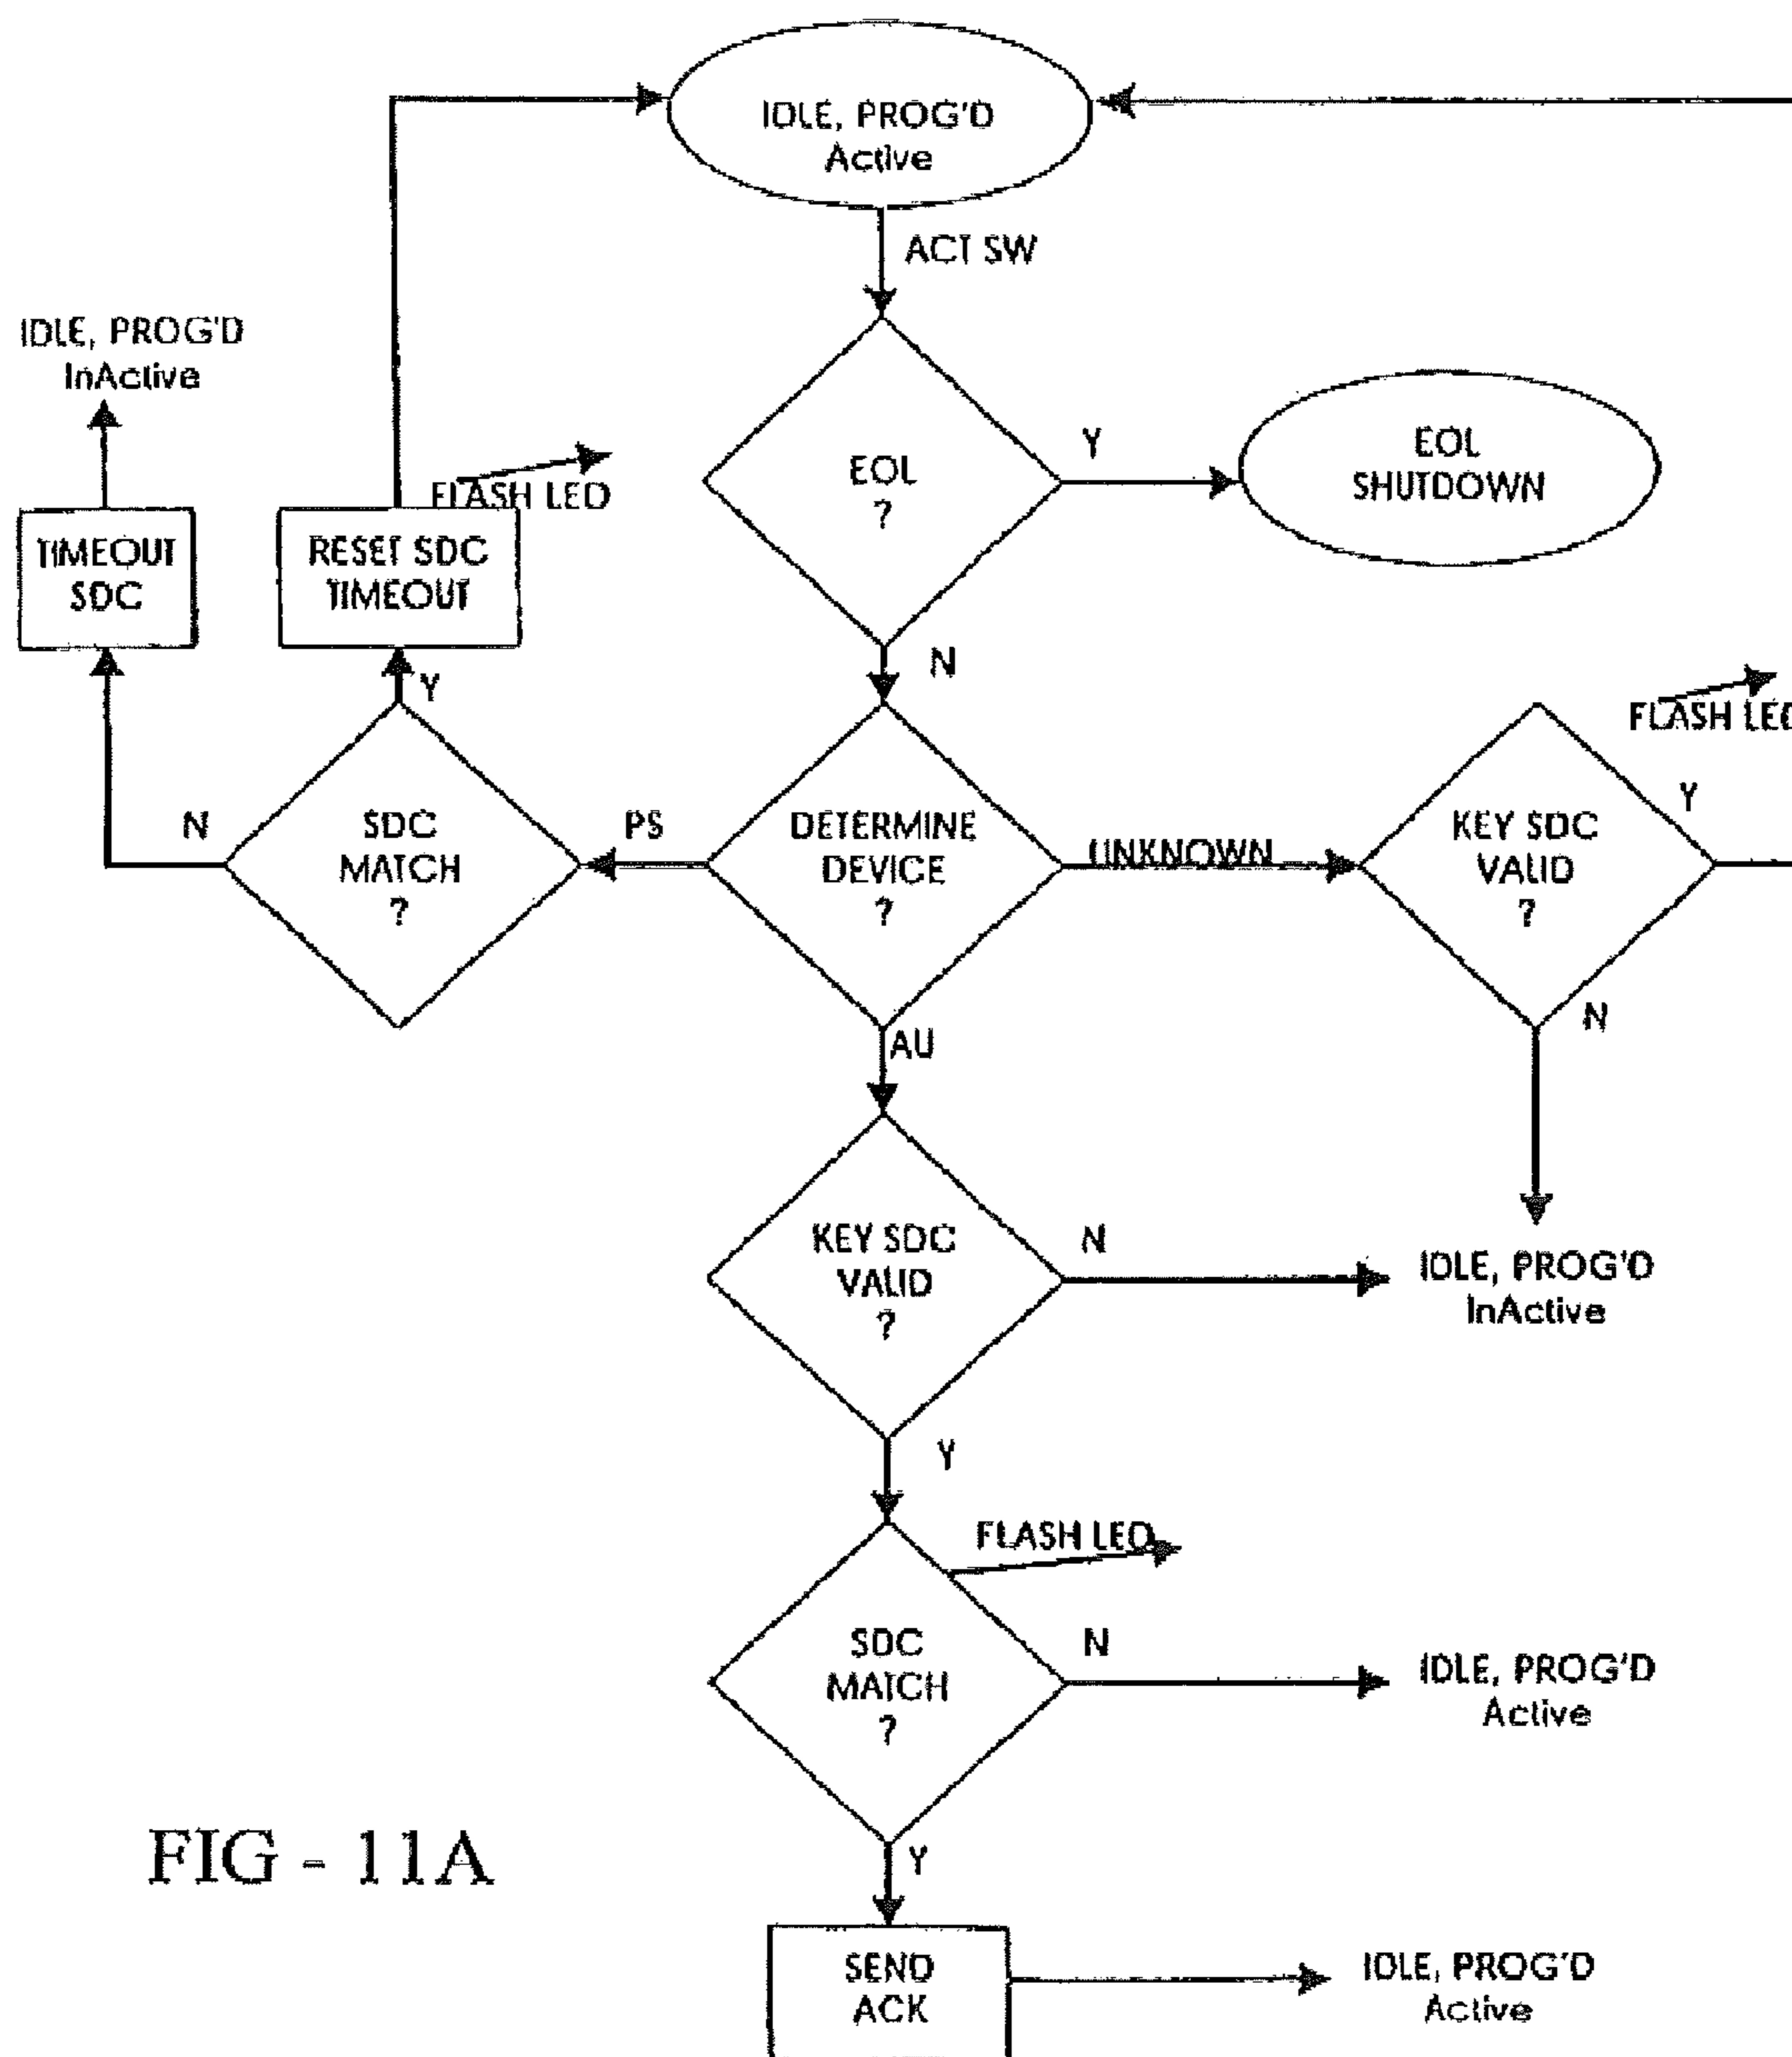 IDLE, PROG'D
Active
ACT SW
IDLE, PROG'D
InActive
EOL
?
Y
EOL
SHUTDOWN
FLASH LED
TIMEOUT
SDC
RESET SDC
TIMEOUT
N
Y
FLASH LED
N
SDC
MATCH
?
PS
DETERMINE
DEVICE
?
UNKNOWN
KEY SDC
VALID
?
Y
N
AU
KEY SDC
VALID
?
N
IDLE, PROG'D
InActive
Y
FLASH LED
SDC
MATCH
?
N
IDLE, PROG'D
Active
Y
FIG - 11A
SEND
ACK
IDLE, PROG'D
Active